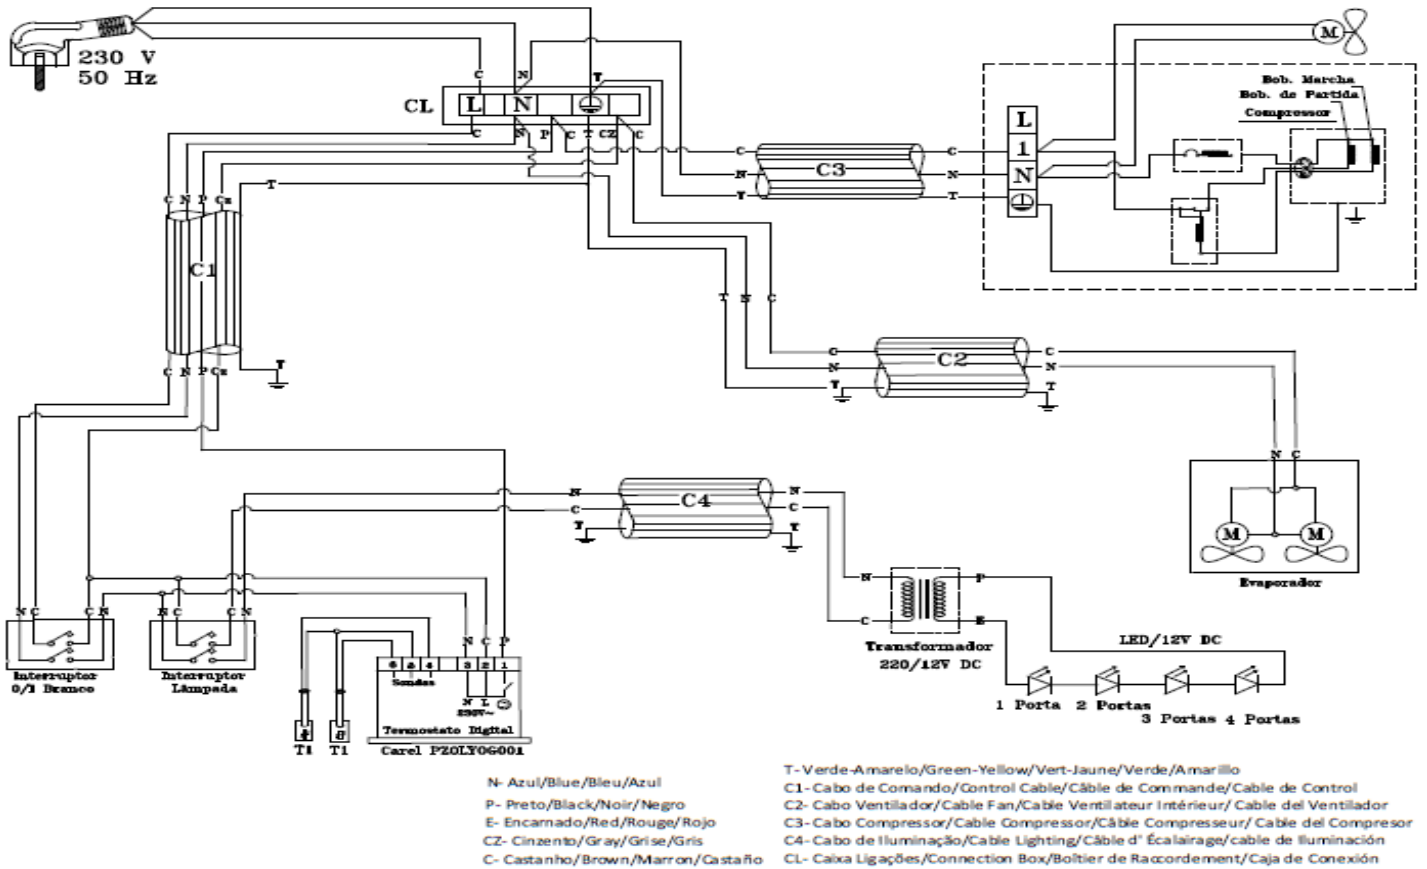 230 V
50 Hz
CL
L
N
C
N
T
C
N
P
C
T
CZ
C
T
C
N
P
Cz
C1
C
N
P
Cz
T
C
N
T
C3
C
N
T
L
1
N
M
Bob. Marcha
Bob. de Partida
Compressor
T
N
C
C
N
T
C2
C
N
T
N
C
M
M
Evaporador
N
C
T
C4
N
C
T
N
C
P
E
Transformador
220/12V DC
LED/12V DC
1 Porta
2 Portas
3 Portas
4 Portas
N
C
C
N
Interruptor
0/1 Branco
N
C
C
N
Interruptor
Lâmpada
N
C
P
4
3
2
1
Sondas
N
L
230V~
Termostato Digital
Carel PZOLY0G001
T1
T1
N- Azul/Blue/Bleu/Azul
P- Preto/Black/Noir/Negro
E- Encarnado/Red/Rouge/Rojo
CZ- Cinzento/Gray/Grise/Gris
C- Castanho/Brown/Marron/Castaño
T- Verde-Amarelo/Green-Yellow/Vert-Jaune/Verde/Amarillo
C1- Cabo de Comando/Control Cable/Câble de Commande/Cable de Control
C2- Cabo Ventilador/Cable Fan/Cable Ventilateur Intérieur/ Cable del Ventilador
C3- Cabo Compressor/Cable Compressor/Câble Compresseur/ Cable del Compresor
C4- Cabo de Iluminação/Cable Lighting/Câble d' Écalairage/cable de Iluminación
CL- Caixa Ligações/Connection Box/Boîtier de Raccordement/Caja de Conexión